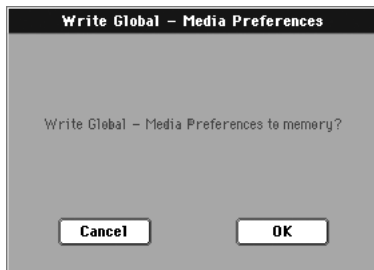 Write Global – Media Preferences
Write Global – Media Preferences to memory?
Cancel OK